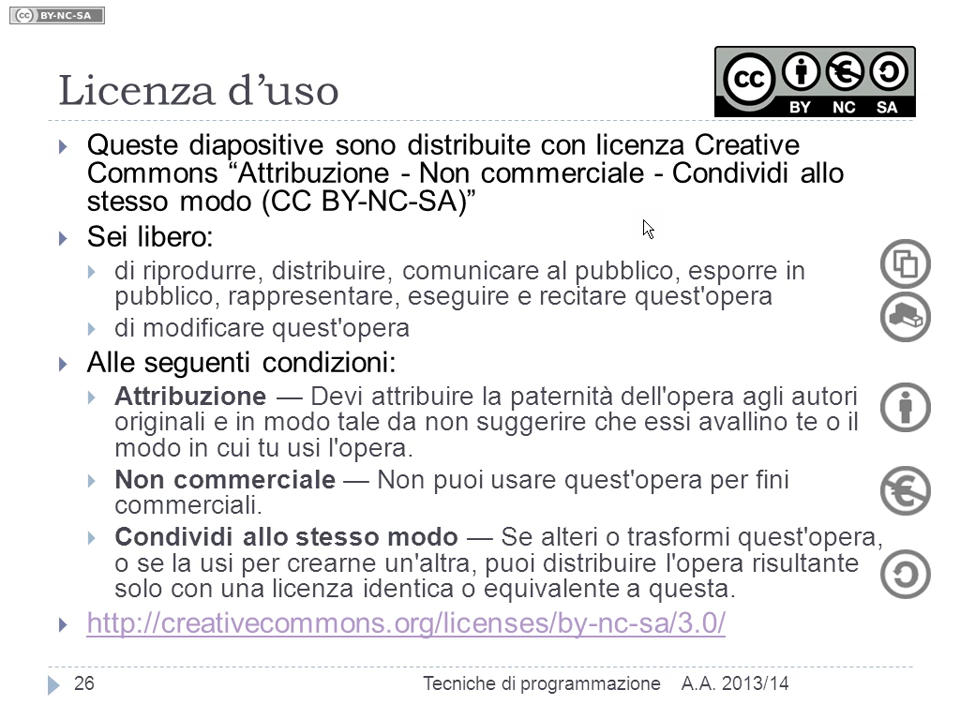 cc BY-NC-SA
Licenza d’uso
cc BY NC SA
Queste diapositive sono distribuite con licenza Creative
Commons “Attribuzione - Non commerciale - Condividi allo
stesso modo (CC BY-NC-SA)”
Sei libero:
di riprodurre, distribuire, comunicare al pubblico, esporre in
pubblico, rappresentare, eseguire e recitare quest'opera
di modificare quest'opera
Alle seguenti condizioni:
Attribuzione — Devi attribuire la paternità dell'opera agli autori
originali e in modo tale da non suggerire che essi avallino te o il
modo in cui tu usi l'opera.
Non commerciale — Non puoi usare quest'opera per fini
commerciali.
Condividi allo stesso modo — Se alteri o trasformi quest'opera,
o se la usi per crearne un'altra, puoi distribuire l'opera risultante
solo con una licenza identica o equivalente a questa.
http://creativecommons.org/licenses/by-nc-sa/3.0/
26 Tecniche di programmazione A.A. 2013/14